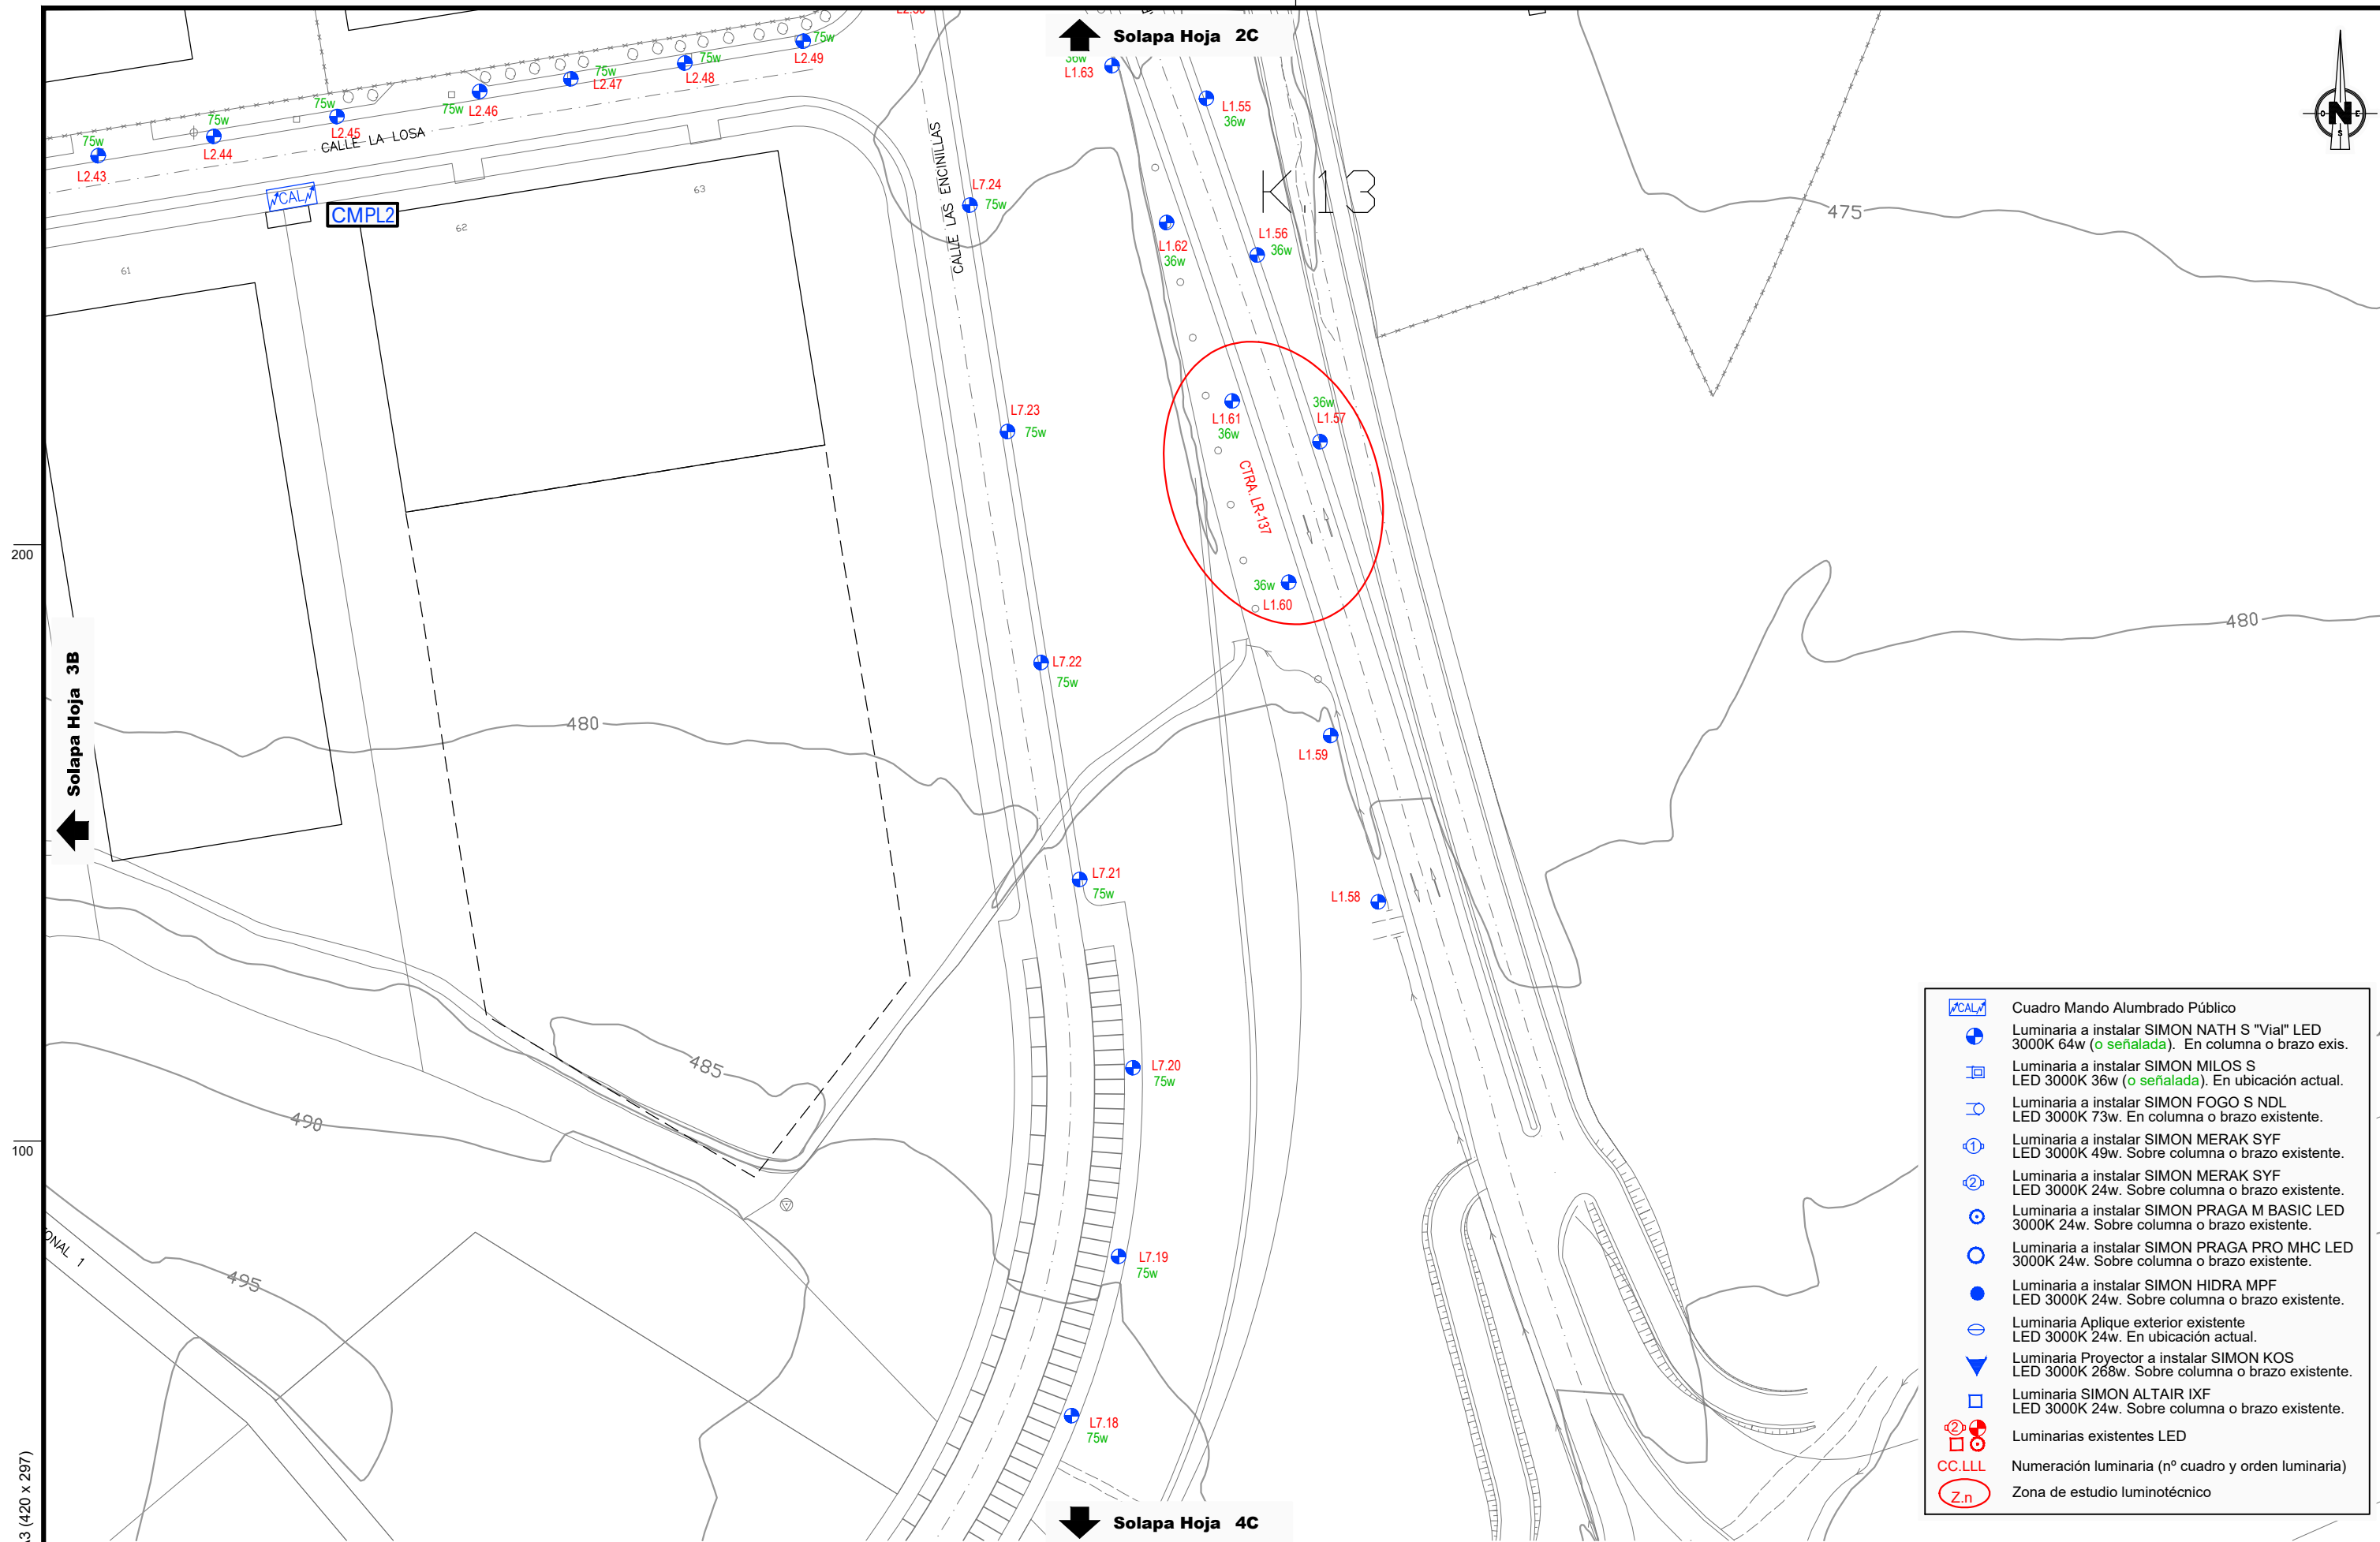 Solapa Hoja 2C
L2.49
75w
L2.48
75w
L2.47
75w
L2.46
75w
L2.45
75w
L2.44
75w
L2.43
75w
CALLE LA LOSA
CAL
CMPL2
61
62
63
CALLE LAS ENCINILLAS
36w
L1.63
L1.55
36w
K.13
N
S
O
E
475
L7.24
75w
L1.62
36w
L1.56
36w
L7.23
75w
L1.61
36w
36w
L1.57
CTRA. LR-137
36w
L1.60
200
480
Solapa Hoja 3B
L7.22
75w
480
L1.59
L7.21
75w
L1.58
485
L7.20
75w
490
100
L7.19
75w
ONAL 1
495
L7.18
75w
Solapa Hoja 4C
A3 (420 x 297)
CAL Cuadro Mando Alumbrado Público
Luminaria a instalar SIMON NATH S "Vial" LED
3000K 64w (o señalada). En columna o brazo exis.
Luminaria a instalar SIMON MILOS S
LED 3000K 36w (o señalada). En ubicación actual.
Luminaria a instalar SIMON FOGO S NDL
LED 3000K 73w. En columna o brazo existente.
1 Luminaria a instalar SIMON MERAK SYF
LED 3000K 49w. Sobre columna o brazo existente.
2 Luminaria a instalar SIMON MERAK SYF
LED 3000K 24w. Sobre columna o brazo existente.
Luminaria a instalar SIMON PRAGA M BASIC LED
3000K 24w. Sobre columna o brazo existente.
Luminaria a instalar SIMON PRAGA PRO MHC LED
3000K 24w. Sobre columna o brazo existente.
Luminaria a instalar SIMON HIDRA MPF
LED 3000K 24w. Sobre columna o brazo existente.
Luminaria Aplique exterior existente
LED 3000K 24w. En ubicación actual.
Luminaria Proyector a instalar SIMON KOS
LED 3000K 268w. Sobre columna o brazo existente.
Luminaria SIMON ALTAIR IXF
LED 3000K 24w. Sobre columna o brazo existente.
2 Luminarias existentes LED
CC.LLL Numeración luminaria (nº cuadro y orden luminaria)
Z.n Zona de estudio luminotécnico